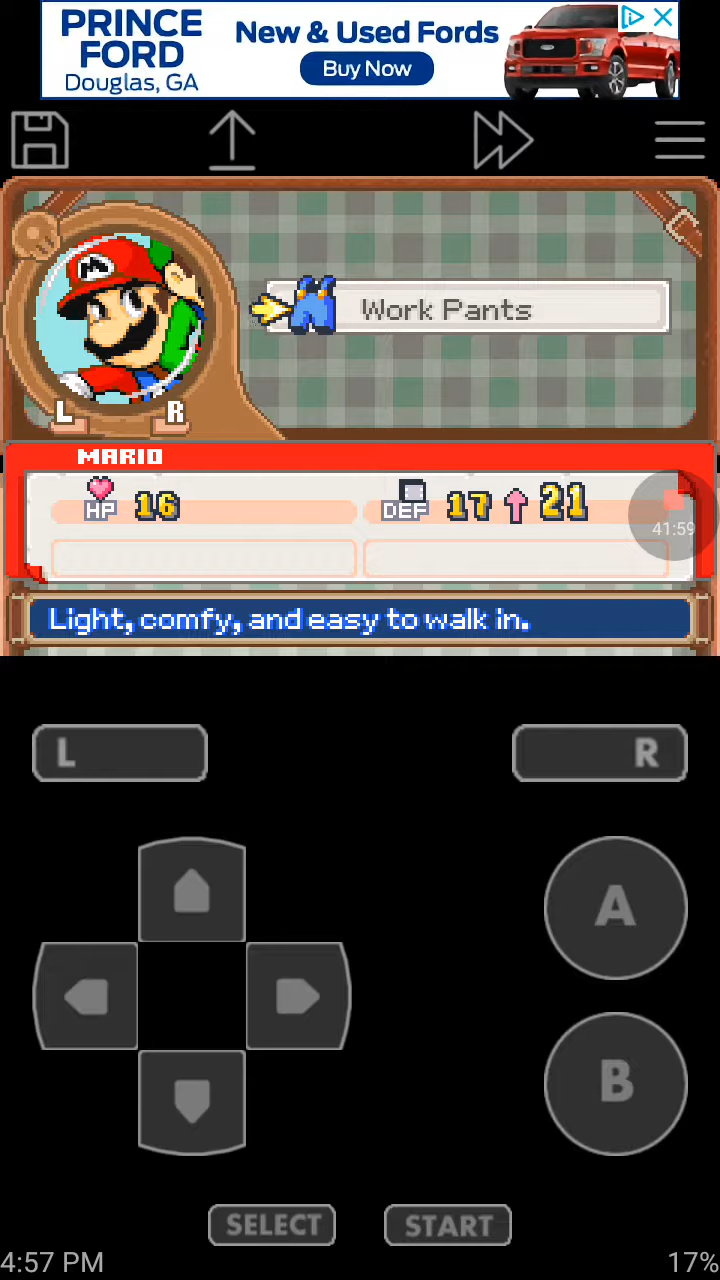 PRINCE
FORD
Douglas, GA
New & Used Fords
Buy Now
M
Work Pants
L R
MARIO
HP 16 DEF 17 21
41:59
Light, comfy, and easy to walk in.
L R
A
B
SELECT START
4:57 PM 17%